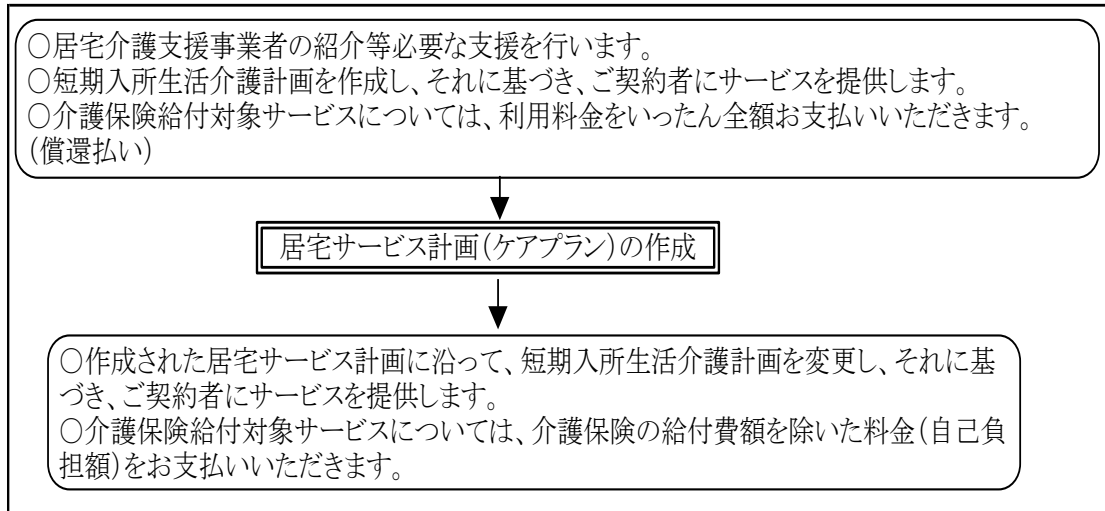 ○居宅介護支援事業者の紹介等必要な支援を行います。
○短期入所生活介護計画を作成し、それに基づき、ご契約者にサービスを提供します。
○介護保険給付対象サービスについては、利用料金をいったん全額お支払いいただきます。
(償還払い)
居宅サービス計画(ケアプラン)の作成
○作成された居宅サービス計画に沿って、短期入所生活介護計画を変更し、それに基
づき、ご契約者にサービスを提供します。
○介護保険給付対象サービスについては、介護保険の給付費額を除いた料金(自己負
担額)をお支払いいただきます。